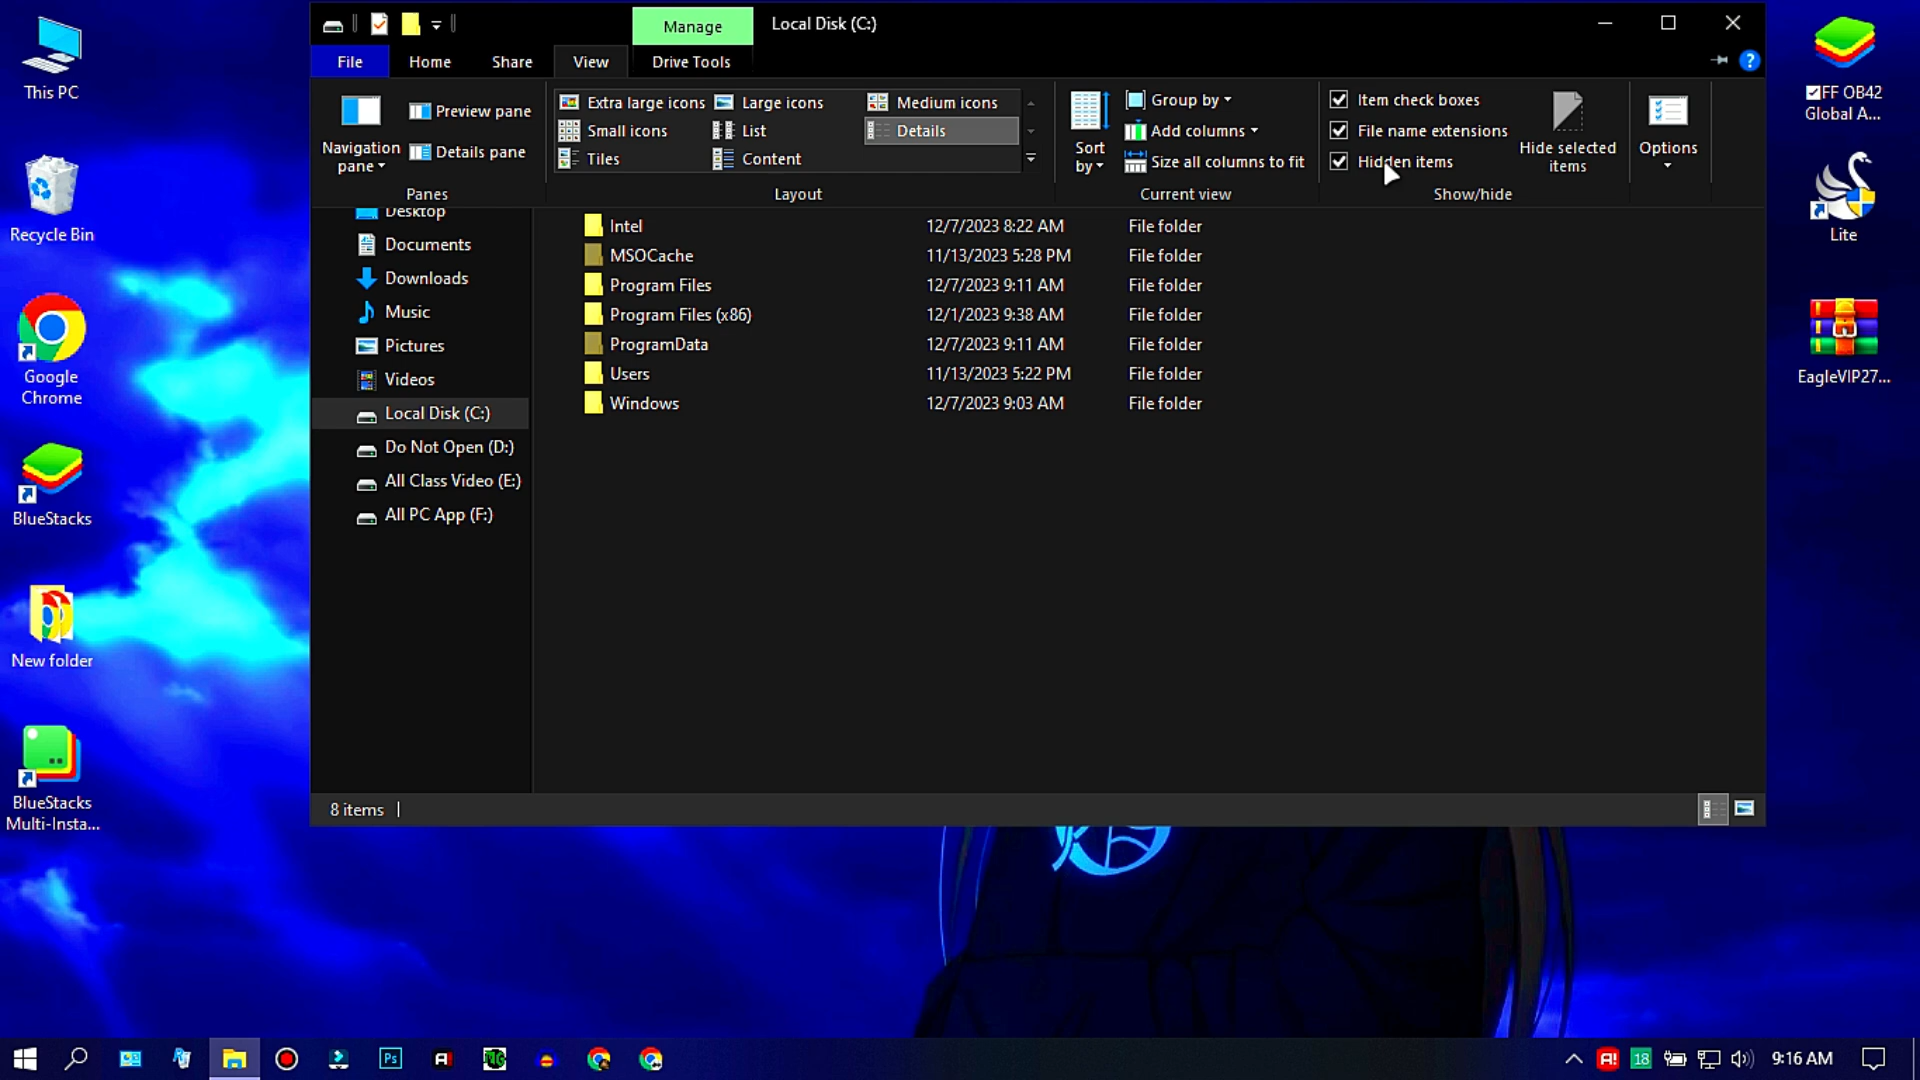 Manage
Local Disk (C:)
File
Home
Share
View
Drive Tools
Navigation
pane
Preview pane
Details pane
Panes
Extra large icons
Large icons
Medium icons
Small icons
List
Details
Tiles
Content
Layout
Sort
by
Group by
Add columns
Size all columns to fit
Current view
Item check boxes
File name extensions
Hidden items
Hide selected
items
Show/hide
Options
Desktop
Documents
Downloads
Music
Pictures
Videos
Local Disk (C:)
Do Not Open (D:)
All Class Video (E:)
All PC App (F:)
Intel 12/7/2023 8:22 AM File folder
MSOCache 11/13/2023 5:28 PM File folder
Program Files 12/7/2023 9:11 AM File folder
Program Files (x86) 12/1/2023 9:38 AM File folder
ProgramData 12/7/2023 9:11 AM File folder
Users 11/13/2023 5:22 PM File folder
Windows 12/7/2023 9:03 AM File folder
8 items
This PC
Recycle Bin
Google
Chrome
BlueStacks
New folder
BlueStacks
Multi-Insta...
FF OB42
Global A...
Lite
EagleVIP27...
Ps
A!
18
9:16 AM